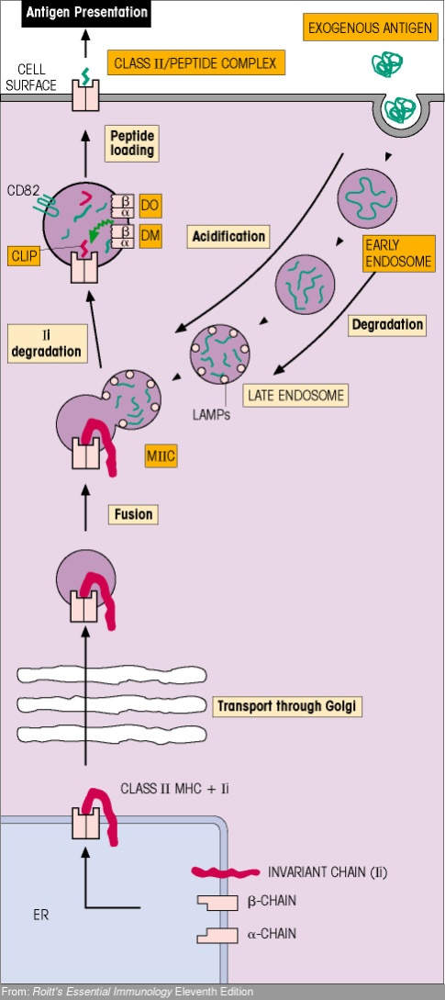 Antigen Presentation
EXOGENOUS ANTIGEN
CLASS II/PEPTIDE COMPLEX
CELL
SURFACE
Peptide
loading
CD82
β
α
DO
β
α
DM
CLIP
Acidification
EARLY
ENDOSOME
Degradation
Ii
degradation
LATE ENDOSOME
LAMPs
MIIC
Fusion
Transport through Golgi
CLASS II MHC + Ii
INVARIANT CHAIN (Ii)
β-CHAIN
ER
α-CHAIN
From: Roitt's Essential Immunology Eleventh Edition